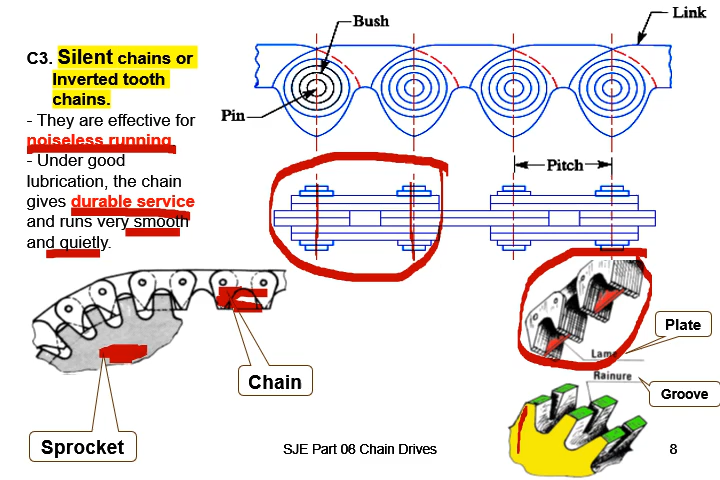 C3. Silent chains or
Inverted tooth
chains.
- They are effective for
noiseless running
- Under good
lubrication, the chain
gives durable service
and runs very smooth
and quietly.
Bush
Link
Pin
Pitch
Plate
Lame
Rainure
Groove
Chain
Sprocket
SJE Part 06 Chain Drives
8